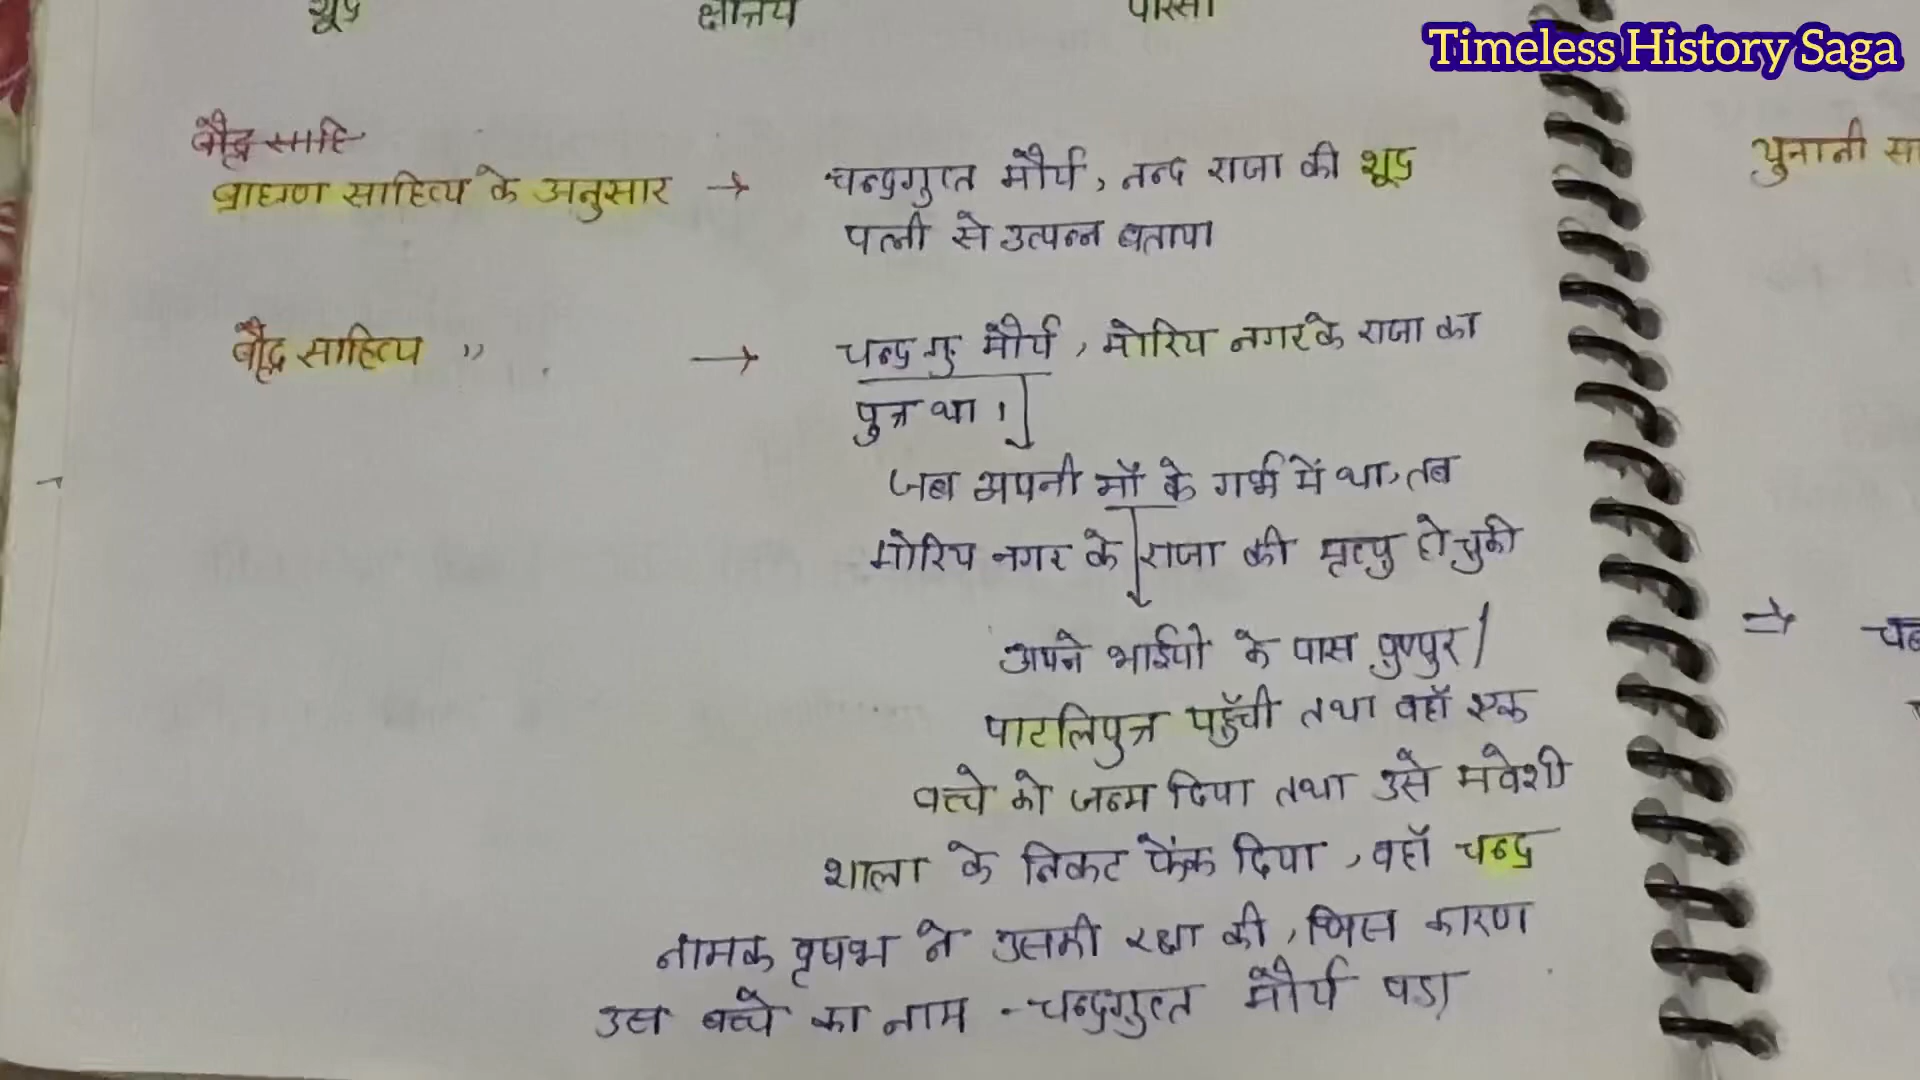 शूद्र क्षत्रिय पारसी
Timeless History Saga
बौद्ध साहि
ब्राह्मण साहित्य के अनुसार → चन्द्रगुप्त मौर्य, नन्द राजा की शूद्र
पत्नी से उत्पन्न बताया
बौद्ध साहित्य ,, → चन्द्र गु मौर्य, मोरिय नगर के राजा का
पुत्र था।
जब अपनी माँ के गर्भ में था, तब
मोरिय नगर के राजा की मृत्यु हो चुकी
अपने भाईयो के पास पुष्पुर/
पाटलिपुत्र पहुँची तथा वहाँ एक
बच्चे को जन्म दिया तथा उसे मवेशी
शाला के निकट फेंक दिया, वहाँ चन्द्र
नामक वृषभ ने उसकी रक्षा की, जिस कारण
उस बच्चे का नाम - चन्द्रगुप्त मौर्य पडा
युनानी सा
⇒ चन्